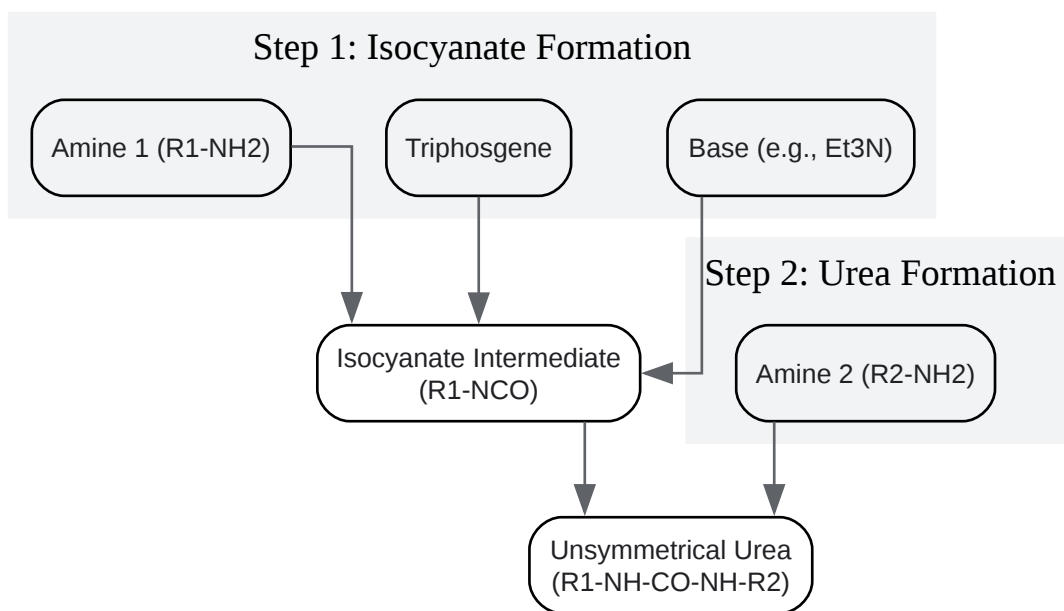 Step 1: Isocyanate Formation
Amine 1 (R1-NH2)
Triphosgene
Base (e.g., Et3N)
Step 2: Urea Formation
Isocyanate Intermediate
(R1-NCO)
Amine 2 (R2-NH2)
Unsymmetrical Urea
(R1-NH-CO-NH-R2)